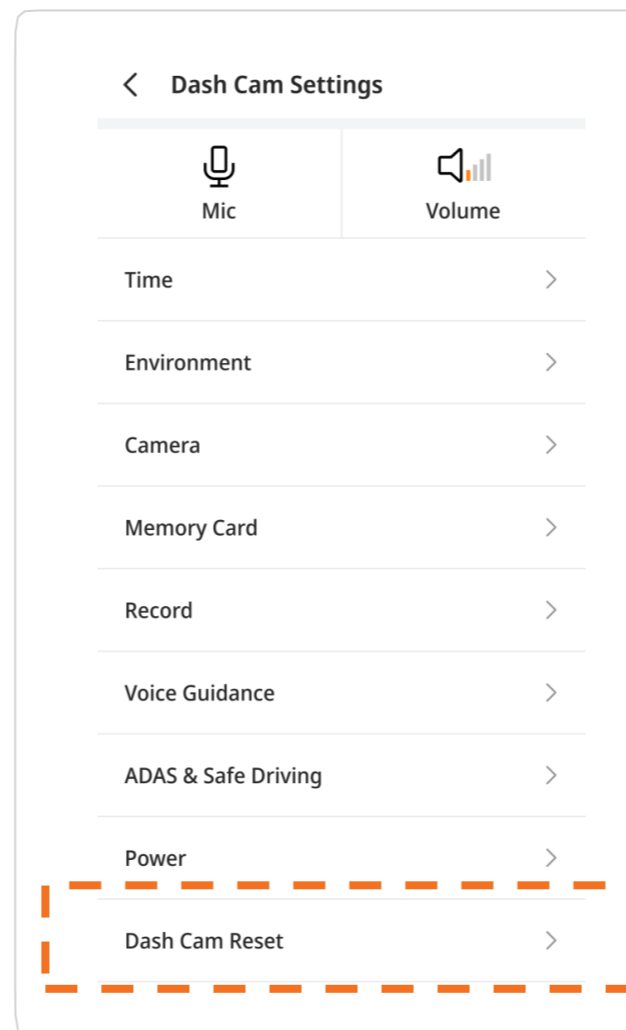 Dash Cam Settings
Mic
Volume
Time
Environment
Camera
Memory Card
Record
Voice Guidance
ADAS & Safe Driving
Power
Dash Cam Reset